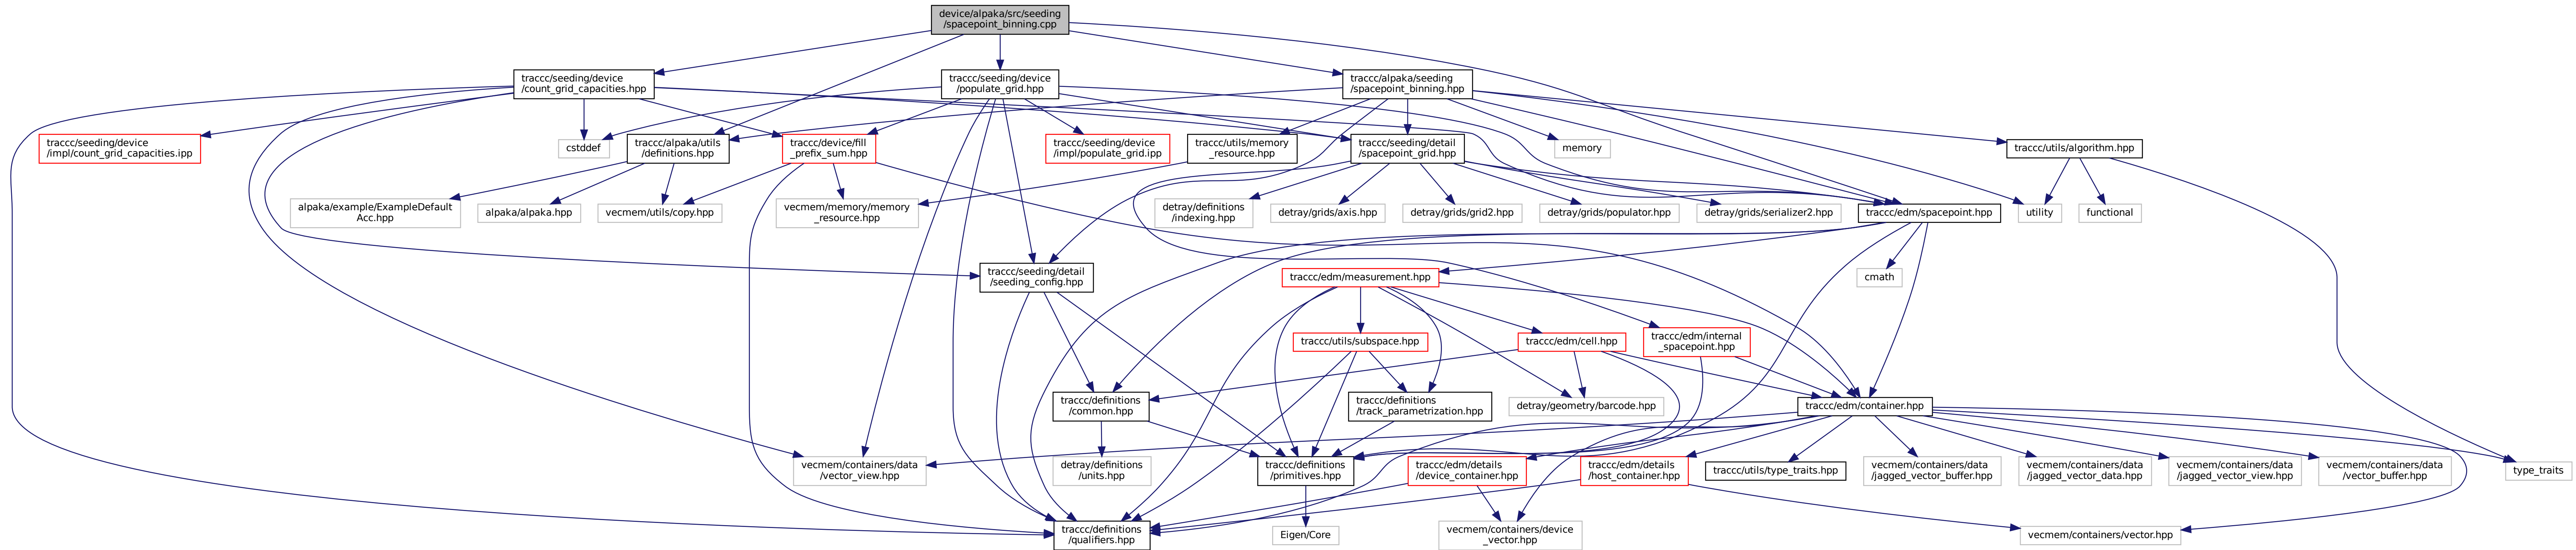 device/alpaka/src/seeding
/spacepoint_binning.cpp
traccc/seeding/device
/count_grid_capacities.hpp
traccc/seeding/device
/populate_grid.hpp
traccc/alpaka/seeding
/spacepoint_binning.hpp
traccc/seeding/device
/impl/count_grid_capacities.ipp
cstddef
traccc/alpaka/utils
/definitions.hpp
traccc/device/fill
_prefix_sum.hpp
traccc/seeding/device
/impl/populate_grid.ipp
traccc/utils/memory
_resource.hpp
traccc/seeding/detail
/spacepoint_grid.hpp
memory
traccc/utils/algorithm.hpp
alpaka/example/ExampleDefault
Acc.hpp
alpaka/alpaka.hpp
vecmem/utils/copy.hpp
vecmem/memory/memory
_resource.hpp
detray/definitions
/indexing.hpp
detray/grids/axis.hpp
detray/grids/grid2.hpp
detray/grids/populator.hpp
detray/grids/serializer2.hpp
traccc/edm/spacepoint.hpp
utility
functional
traccc/seeding/detail
/seeding_config.hpp
traccc/edm/measurement.hpp
cmath
traccc/utils/subspace.hpp
traccc/edm/cell.hpp
traccc/edm/internal
_spacepoint.hpp
traccc/definitions
/common.hpp
traccc/definitions
/track_parametrization.hpp
detray/geometry/barcode.hpp
traccc/edm/container.hpp
vecmem/containers/data
/vector_view.hpp
detray/definitions
/units.hpp
traccc/definitions
/primitives.hpp
traccc/edm/details
/device_container.hpp
traccc/edm/details
/host_container.hpp
traccc/utils/type_traits.hpp
vecmem/containers/data
/jagged_vector_buffer.hpp
vecmem/containers/data
/jagged_vector_data.hpp
vecmem/containers/data
/jagged_vector_view.hpp
vecmem/containers/data
/vector_buffer.hpp
type_traits
traccc/definitions
/qualifiers.hpp
Eigen/Core
vecmem/containers/device
_vector.hpp
vecmem/containers/vector.hpp